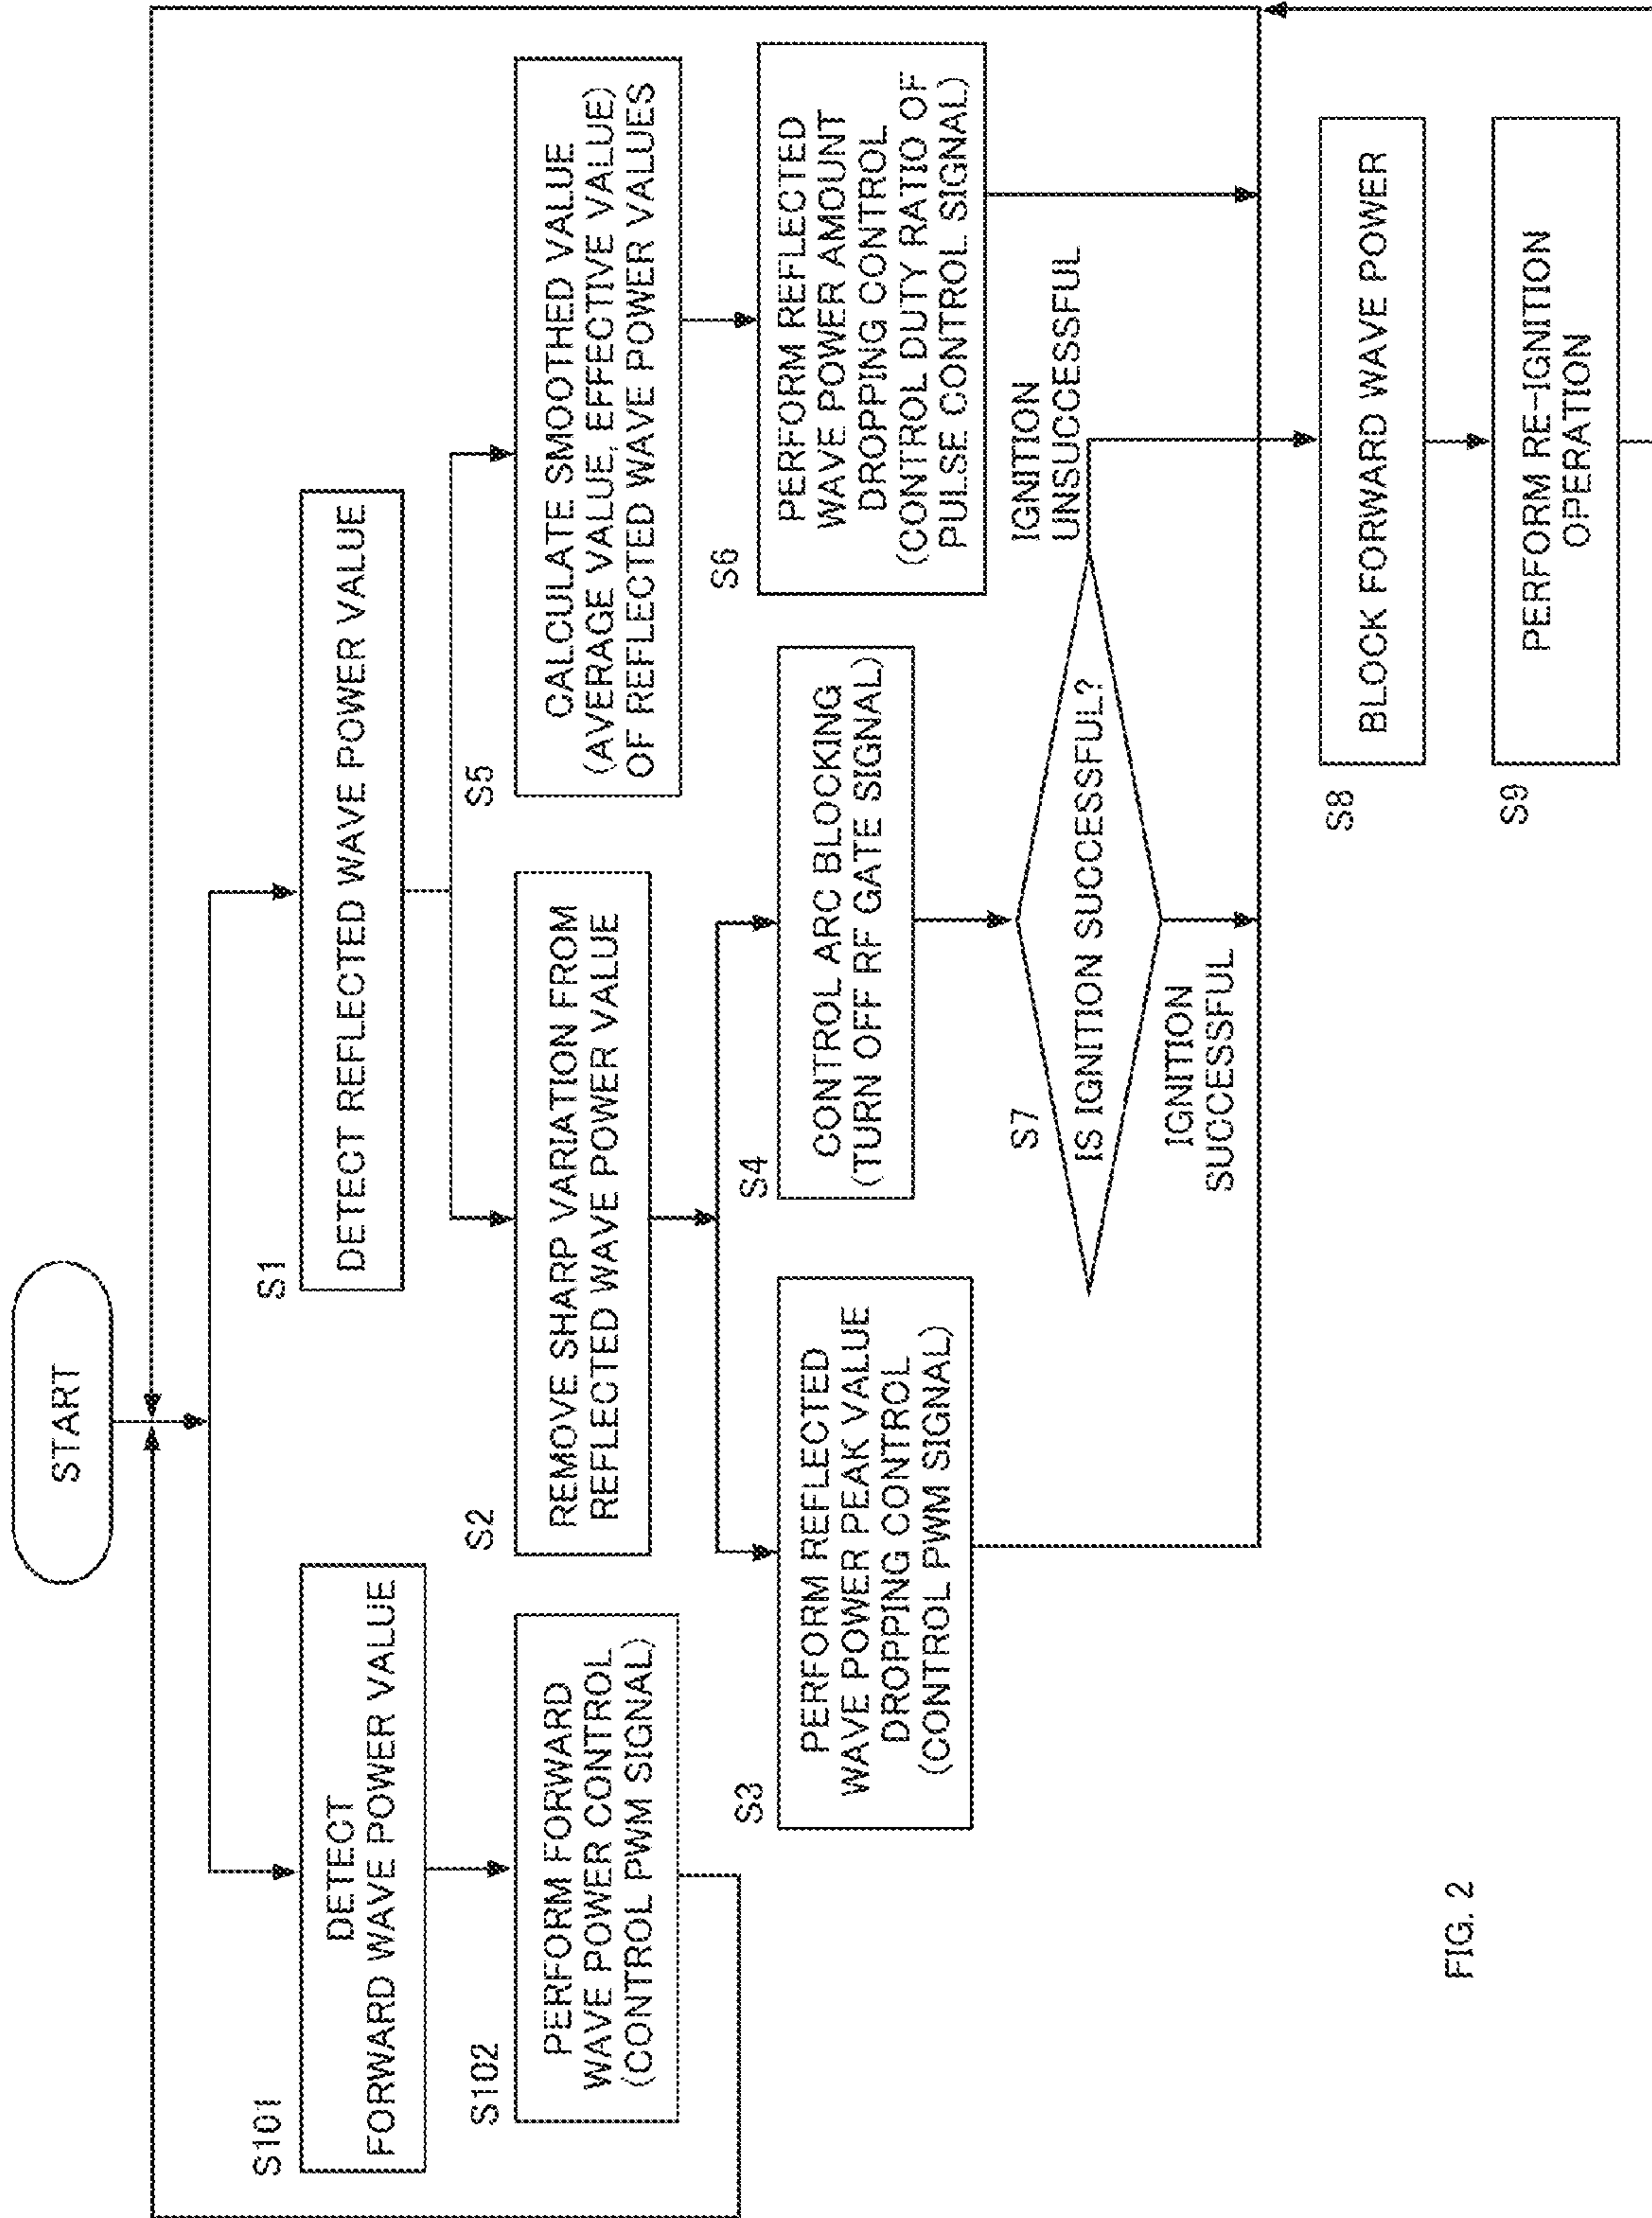 START
S101
DETECT
FORWARD WAVE POWER VALUE
S102
PERFORM FORWARD
WAVE POWER CONTROL
(CONTROL PWM SIGNAL)
S1
DETECT REFLECTED WAVE POWER VALUE
S2
REMOVE SHARP VARIATION FROM
REFLECTED WAVE POWER VALUE
S5
CALCULATE SMOOTHED VALUE
(AVERAGE VALUE, EFFECTIVE VALUE)
OF REFLECTED WAVE POWER VALUES
S3
PERFORM REFLECTED
WAVE POWER PEAK VALUE
DROPPING CONTROL
(CONTROL PWM SIGNAL)
S4
CONTROL ARC BLOCKING
(TURN OFF RF GATE SIGNAL)
S6
PERFORM REFLECTED
WAVE POWER AMOUNT
DROPPING CONTROL
(CONTROL DUTY RATIO OF
PULSE CONTROL SIGNAL)
S7
IS IGNITION SUCCESSFUL?
IGNITION
UNSUCCESSFUL
IGNITION
SUCCESSFUL
S8
BLOCK FORWARD WAVE POWER
S9
PERFORM RE-IGNITION
OPERATION
FIG. 2